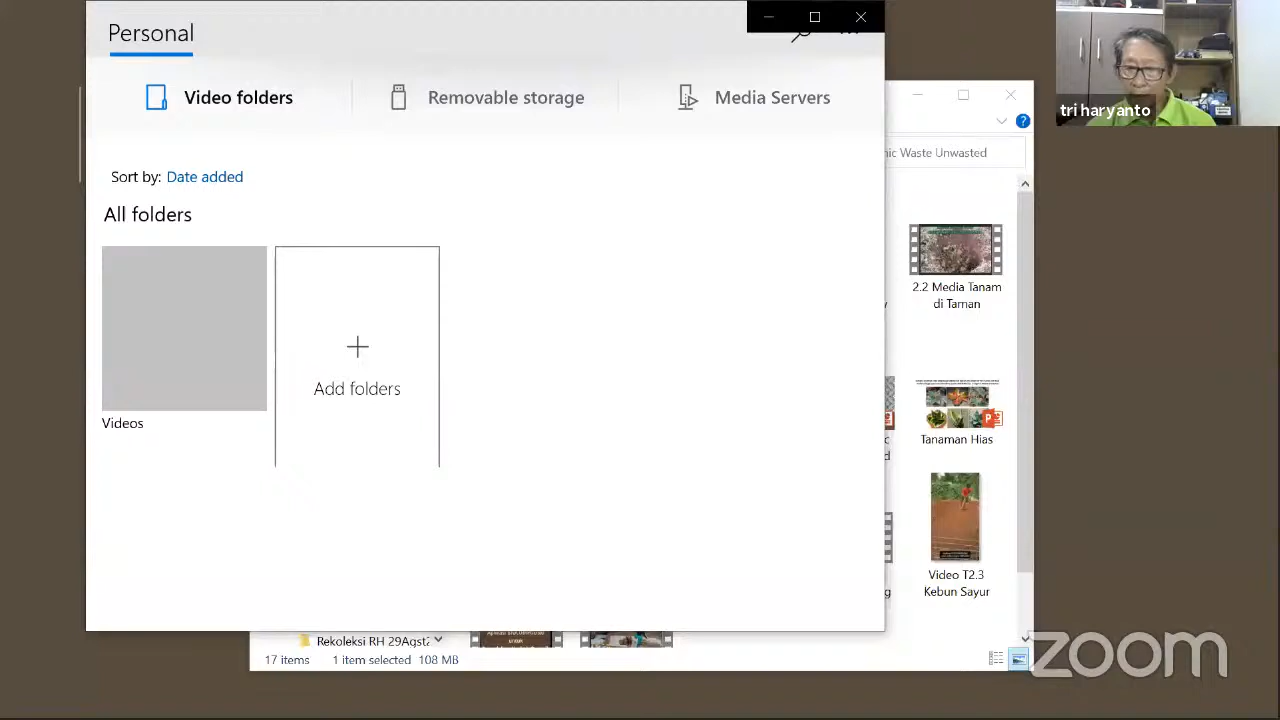 Personal
Video folders
Removable storage
Media Servers
Sort by: Date added
All folders
Add folders
Videos
tri haryanto
Waste Unwasted
2.2 Media Tanam
di Taman
Tanaman Hias
Video T2.3
Kebun Sayur
Rekoleksi RH 29Agst2
17 items
1 item selected
108 MB
zoom